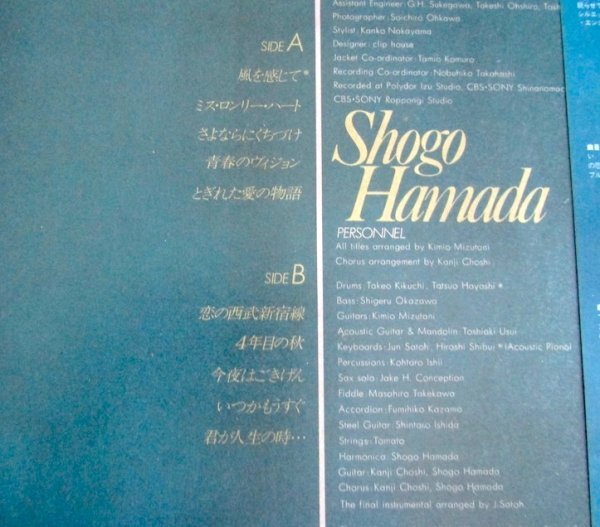 SIDE A
風を感じて*
ミス・ロンリー・ハート
さよならにくちづけ
青春のヴィジョン
とぎれた愛の物語
SIDE B
恋の西武新宿線
4年目の秋
今夜はごきげん
いつかもうすぐ
君が人生の時…
Assistant Engineer: G.H. Sukegawa, Takashi Ohshiro, Tosh
Photographer: Saichiro Ohkawa
Stylist: Kanko Nakayama
Designer: clip house
Jacket Co-ordinator: Tamio Komuro
Recording Co-ordinator: Nobuhiko Takahashi
Recorded at Polydor Izu Studio, CBS•SONY Shinanomac
CBS•SONY Roppongi Studio
Shogo
Hamada
PERSONNEL
All titles arranged by Kimio Mizutani
Chorus arrangement by Kanji Choshi
Drums: Takeo Kikuchi, Tatsuo Hayashi*
Bass: Shigeru Okazawa
Guitars: Kimio Mizutani
Acoustic Guitar & Mandolin: Toshiaki Usui
Keyboards: Jun Satoh, Hiroshi Shibui*(Acoustic Piano)
Percussions: Kohtaro Ishii
Sax solo: Jake H. Conception
Fiddle: Masahiro Takekawa
Accordion: Fumihiko Kazama
Steel Guitar: Shintaro Ishida
Strings: Tomato
Harmonica: Shogo Hamada
Guitar: Kanji Choshi, Shogo Hamada
Chorus: Kanji Choshi, Shogo Hamada
The final instrumental arranged by J.Satoh